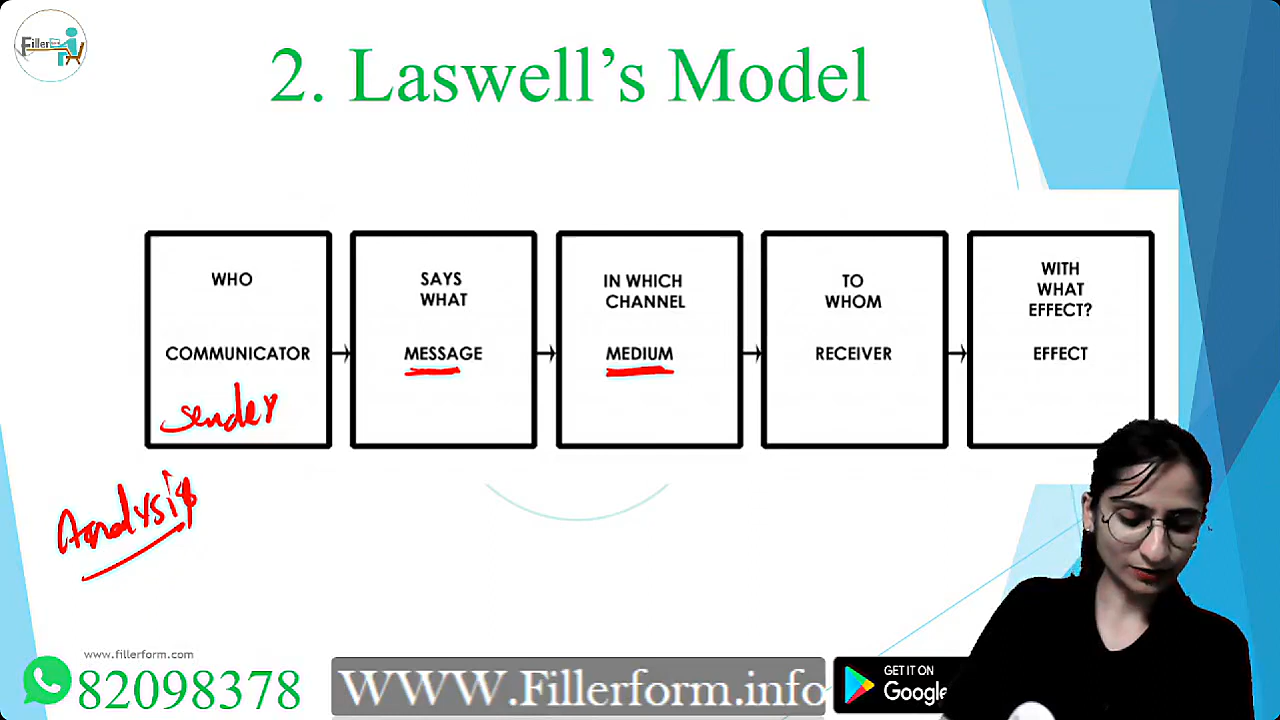 Fillerform
2. Laswell's Model
WHO
COMMUNICATOR
sender
SAYS
WHAT
MESSAGE
IN WHICH
CHANNEL
MEDIUM
TO
WHOM
RECEIVER
WITH
WHAT
EFFECT?
EFFECT
Analysis
www.fillerform.com
82098378
WWW.Fillerform.info
GET IT ON
Google